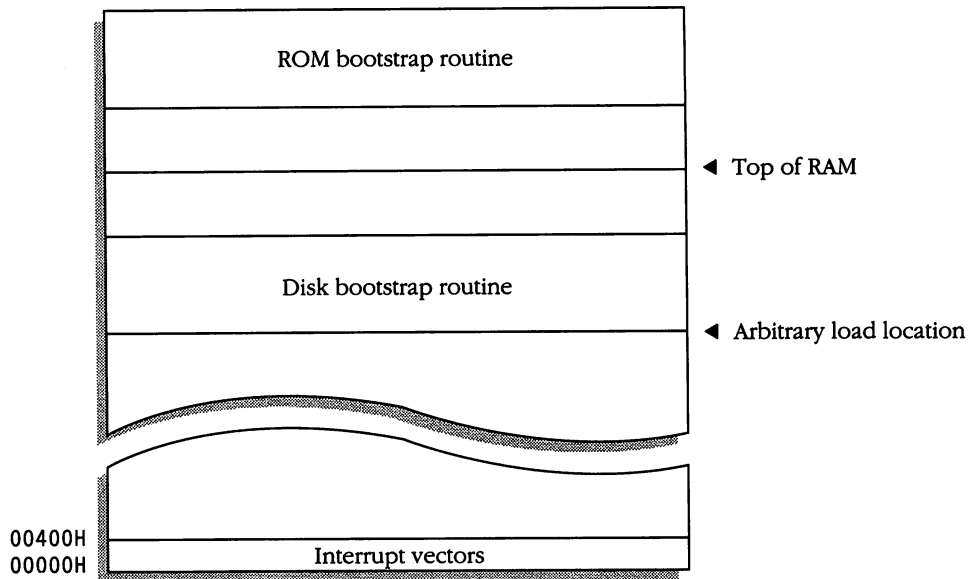 ROM bootstrap routine
Top of RAM
Disk bootstrap routine
Arbitrary load location
00400H
Interrupt vectors
00000H